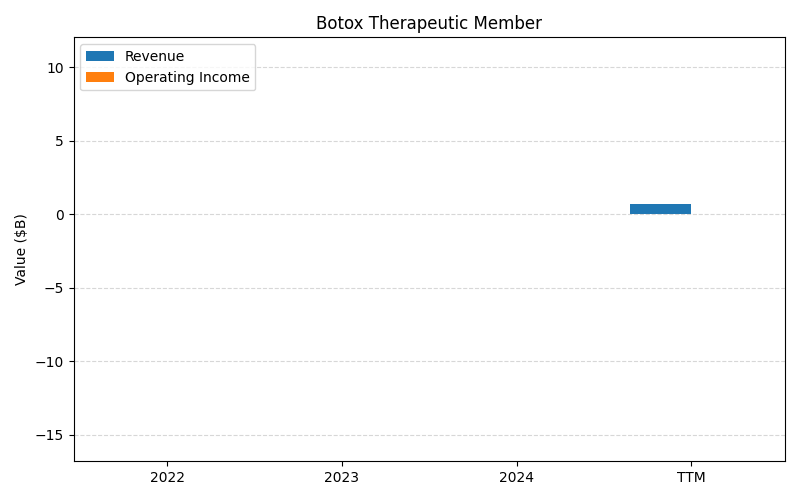 Botox Therapeutic Member
Revenue
Operating Income
Value ($B)
10
5
0
−5
−10
−15
2022 2023 2024 TTM